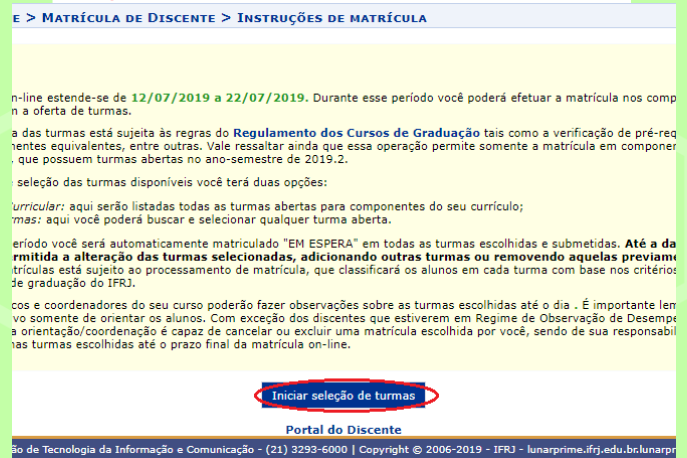 E > MATRÍCULA DE DISCENTE > INSTRUÇÕES DE MATRÍCULA
n-line estende-se de 12/07/2019 a 22/07/2019. Durante esse período você poderá efetuar a matrícula nos comp
m a oferta de turmas.
a das turmas está sujeita às regras do Regulamento dos Cursos de Graduação tais como a verificação de pré-req
nentes equivalentes, entre outras. Vale ressaltar ainda que essa operação permite somente a matrícula em componer
, que possuem turmas abertas no ano-semestre de 2019.2.
seleção das turmas disponíveis você terá duas opções:
urricular: aqui serão listadas todas as turmas abertas para componentes do seu currículo;
rmas: aqui você poderá buscar e selecionar qualquer turma aberta.
eríodo você será automaticamente matriculado "EM ESPERA" em todas as turmas escolhidas e submetidas. Até a da
ermitida a alteração das turmas selecionadas, adicionando outras turmas ou removendo aquelas previame
atrículas está sujeito ao processamento de matrícula, que classificará os alunos em cada turma com base nos critérios
de graduação do IFRJ.
cos e coordenadores do seu curso poderão fazer observações sobre as turmas escolhidas até o dia . É importante lem
vo somente de orientar os alunos. Com exceção dos discentes que estiverem em Regime de Observação de Desempe
a orientação/coordenação é capaz de cancelar ou excluir uma matrícula escolhida por você, sendo de sua responsabil
nas turmas escolhidas até o prazo final da matrícula on-line.
Iniciar seleção de turmas
Portal do Discente
ão de Tecnologia da Informação e Comunicação - (21) 3293-6000 | Copyright © 2006-2019 - IFRJ - lunarprime.ifrj.edu.br.lunarpr